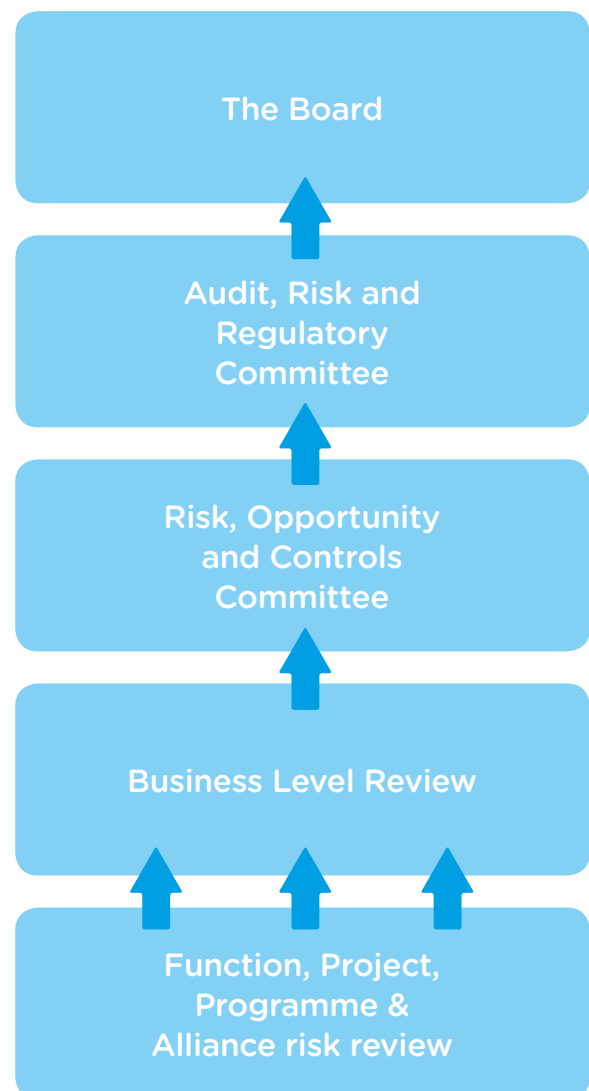 The Board
Audit, Risk and
Regulatory
Committee
Risk, Opportunity
and Controls
Committee
Business Level Review
Function, Project,
Programme &
Alliance risk review